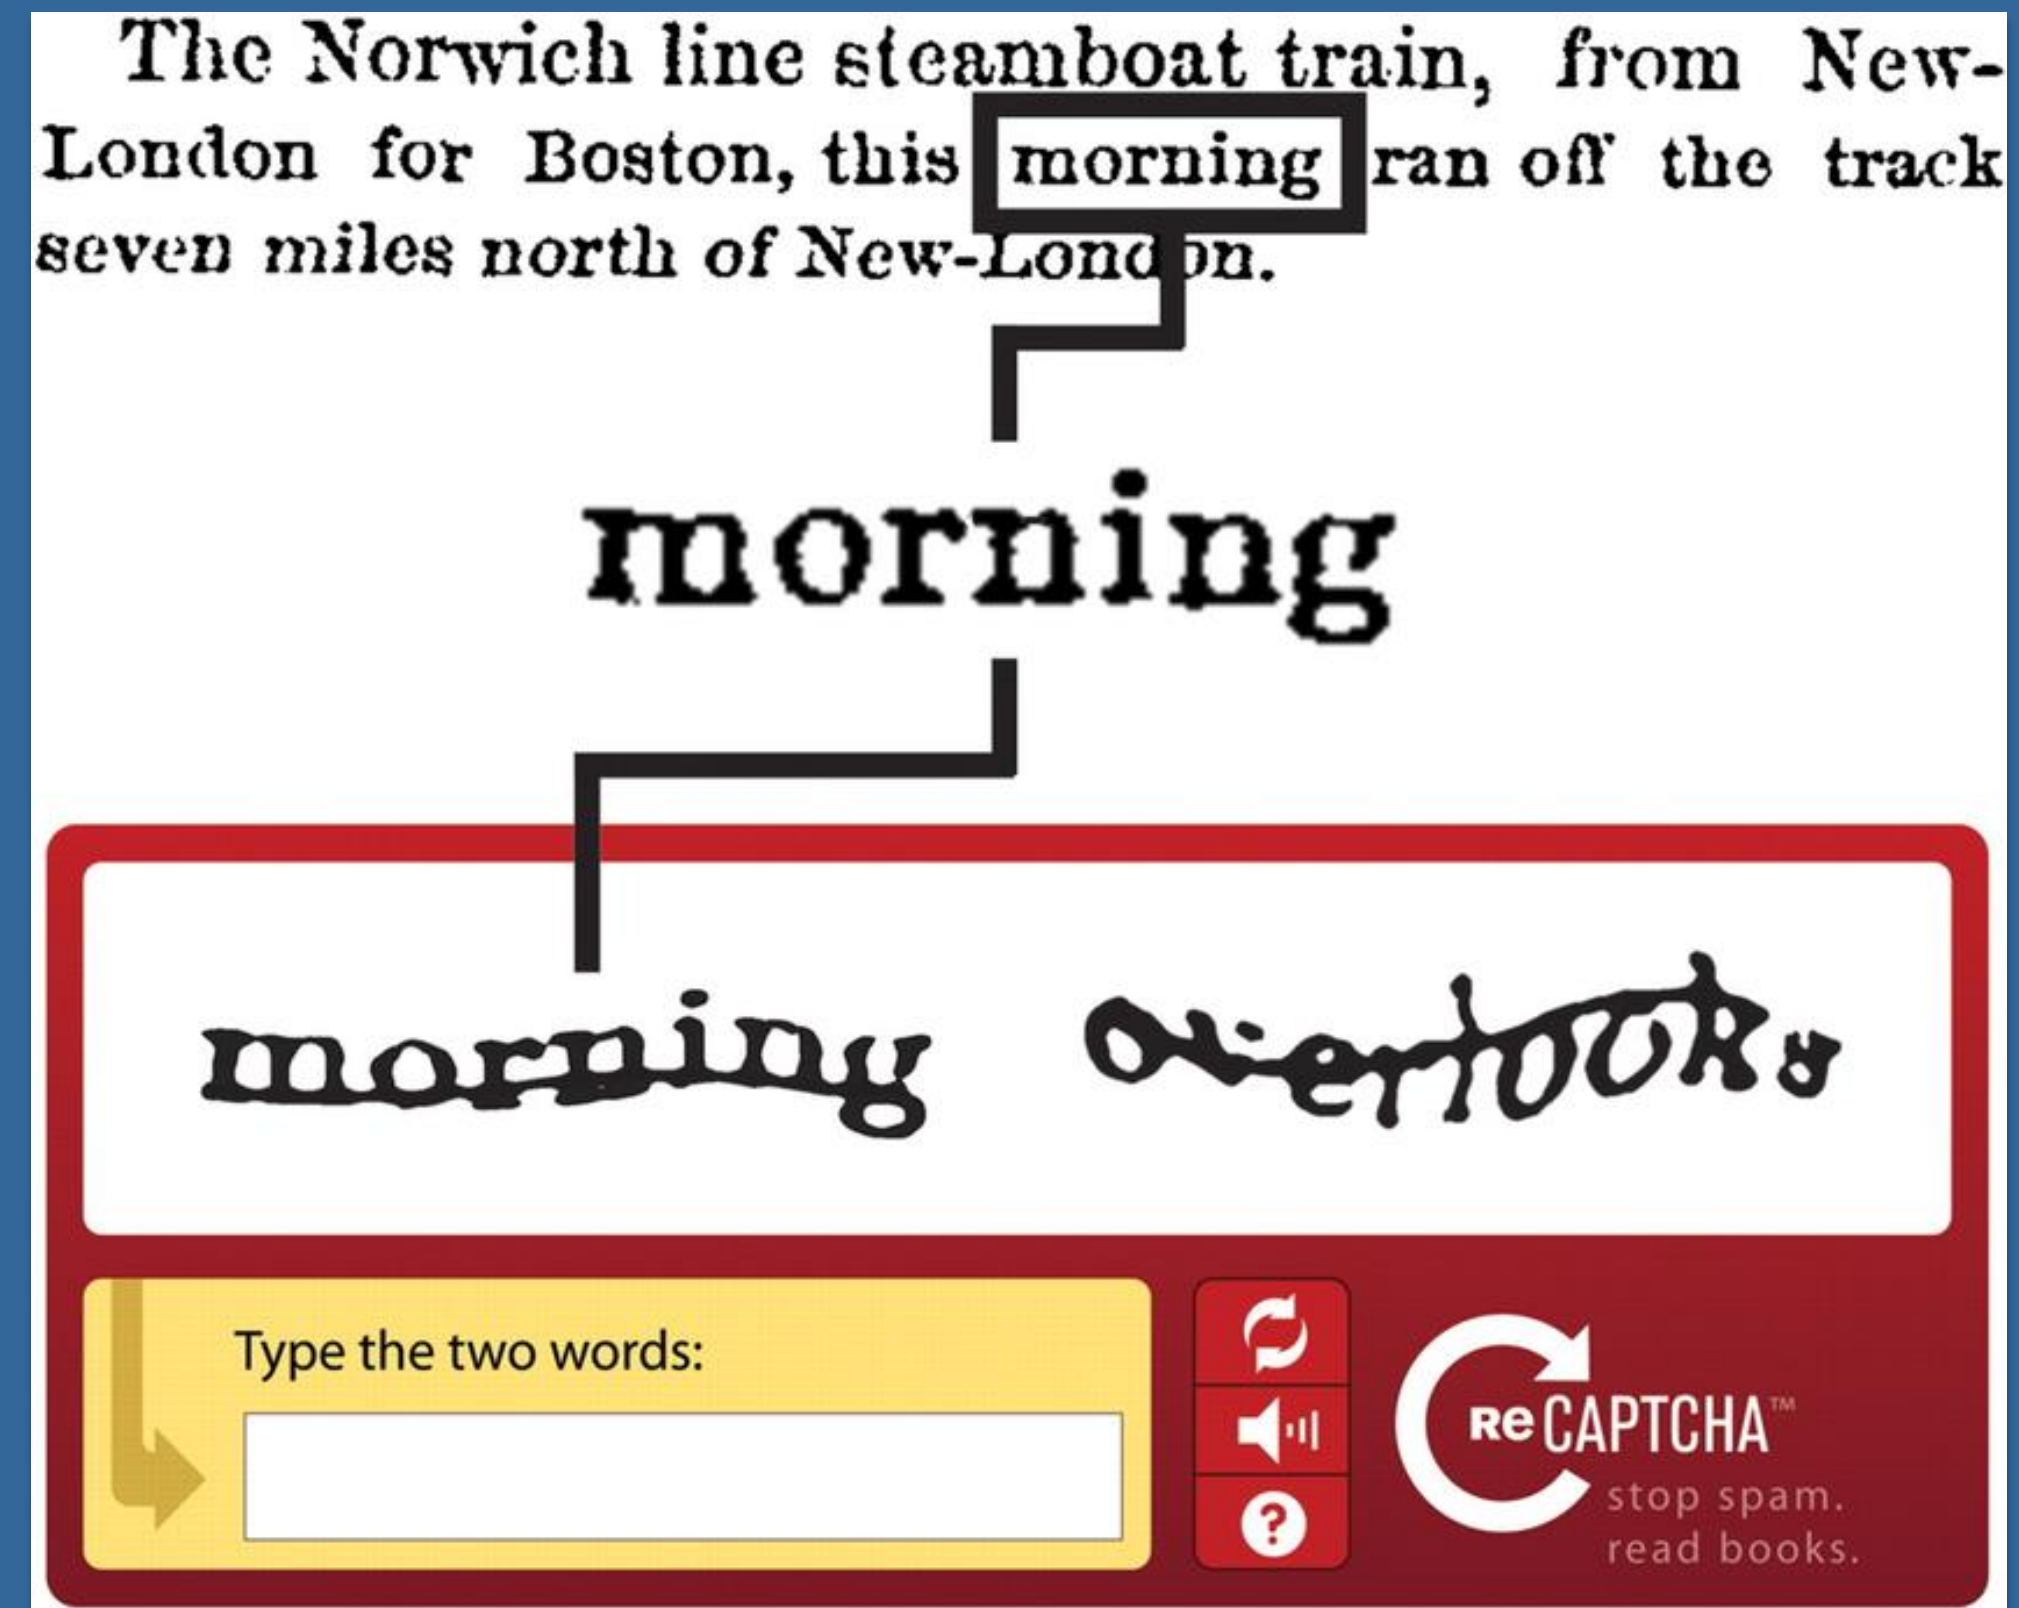 The Norwich line steamboat train, from New-
London for Boston, this morning ran off the track
seven miles north of New-London.
morning
morning overlooks
Type the two words:
?
ReCAPTCHA™
stop spam.
read books.